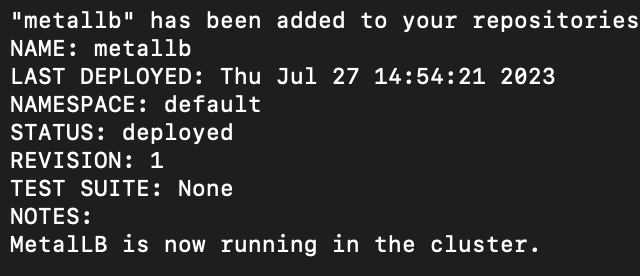 "metallb" has been added to your repositories
NAME: metallb
LAST DEPLOYED: Thu Jul 27 14:54:21 2023
NAMESPACE: default
STATUS: deployed
REVISION: 1
TEST SUITE: None
NOTES:
MetalLB is now running in the cluster.